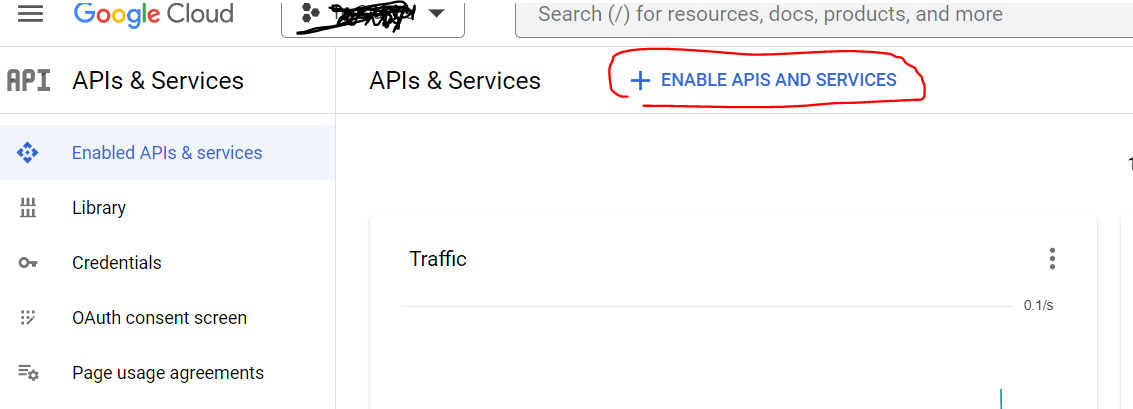 Google Cloud
Search (/) for resources, docs, products, and more
API APIs & Services
APIs & Services
+ ENABLE APIS AND SERVICES
Enabled APIs & services
Library
Credentials
OAuth consent screen
Page usage agreements
1
Traffic
0.1/s